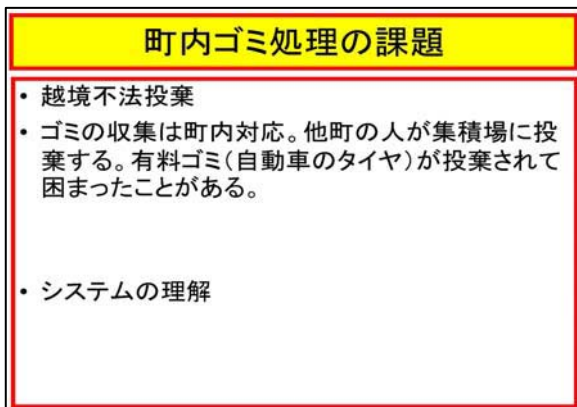 町内ゴミ処理の課題
• 越境不法投棄
• ゴミの収集は町内対応。他町の人が集積場に投
棄する。有料ゴミ(自動車のタイヤ)が投棄されて
困まったことがある。
• システムの理解